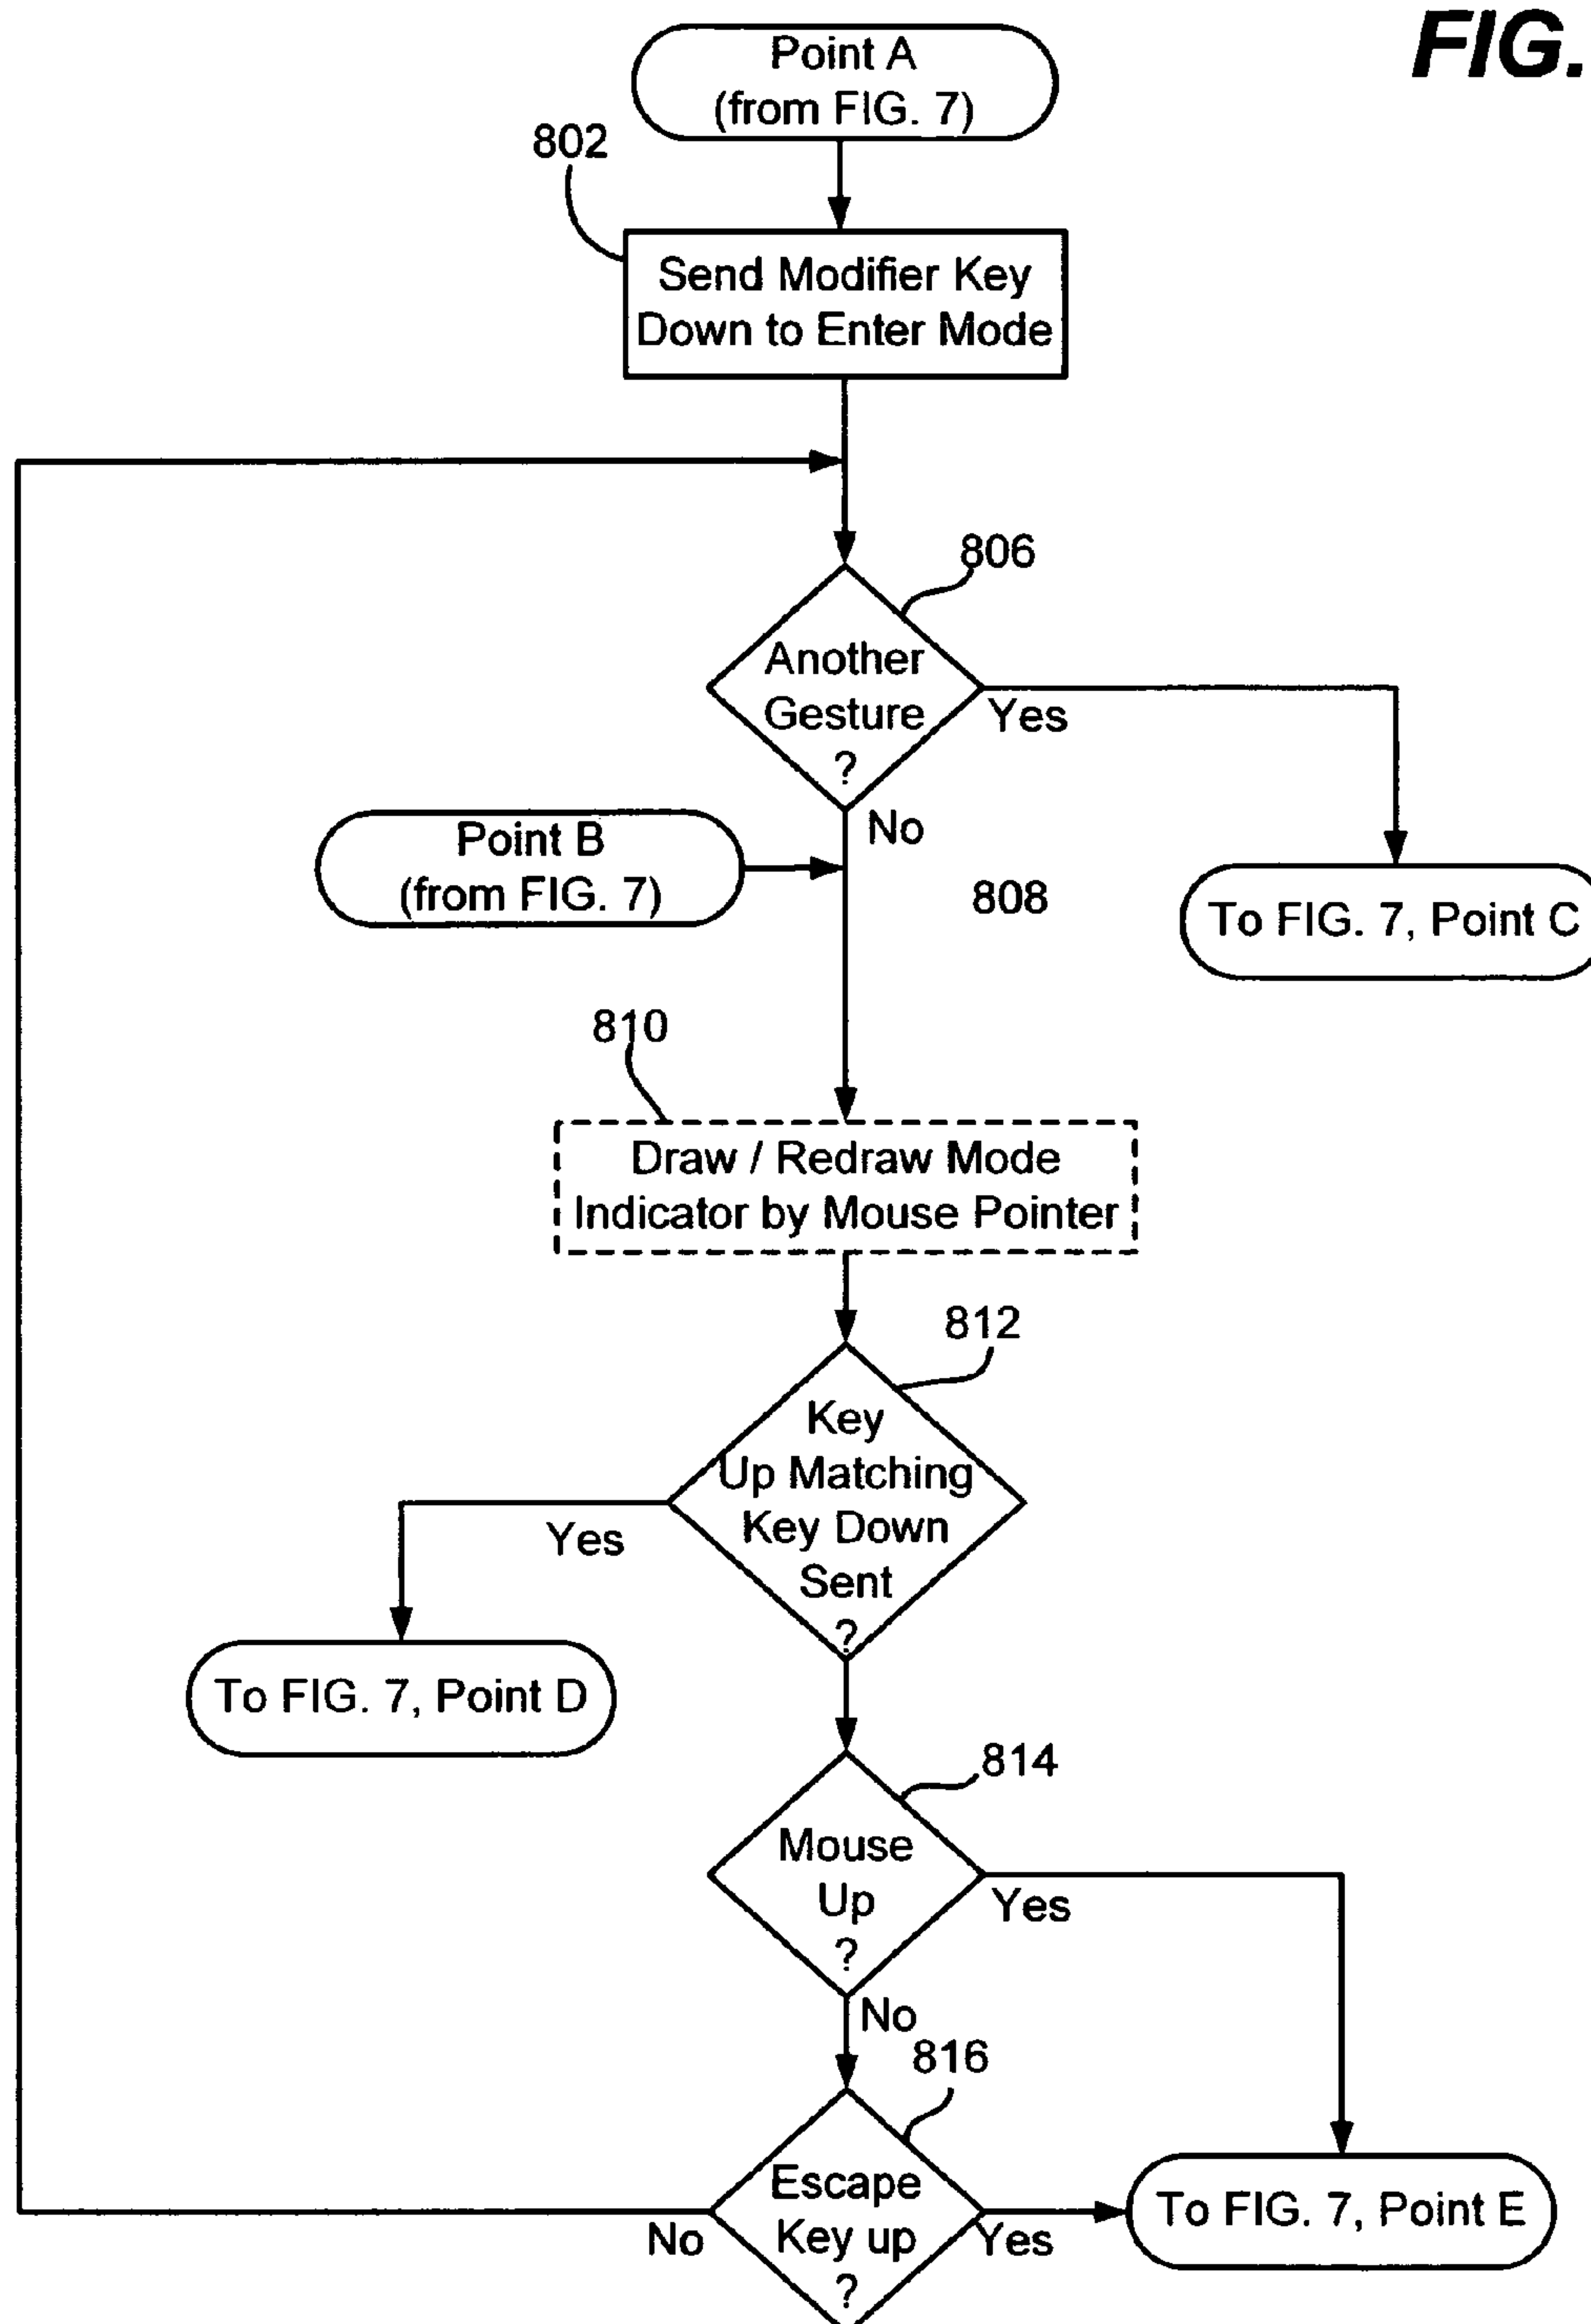 FIG.
Point A
(from FIG. 7)
802
Send Modifier Key
Down to Enter Mode
806
Another
Gesture
?
Yes
No
Point B
(from FIG. 7)
808
To FIG. 7, Point C
810
Draw / Redraw Mode
Indicator by Mouse Pointer
812
Key
Up Matching
Key Down
Sent
?
Yes
To FIG. 7, Point D
814
Mouse
Up
?
Yes
No
816
Escape
Key up
?
No
Yes
To FIG. 7, Point E